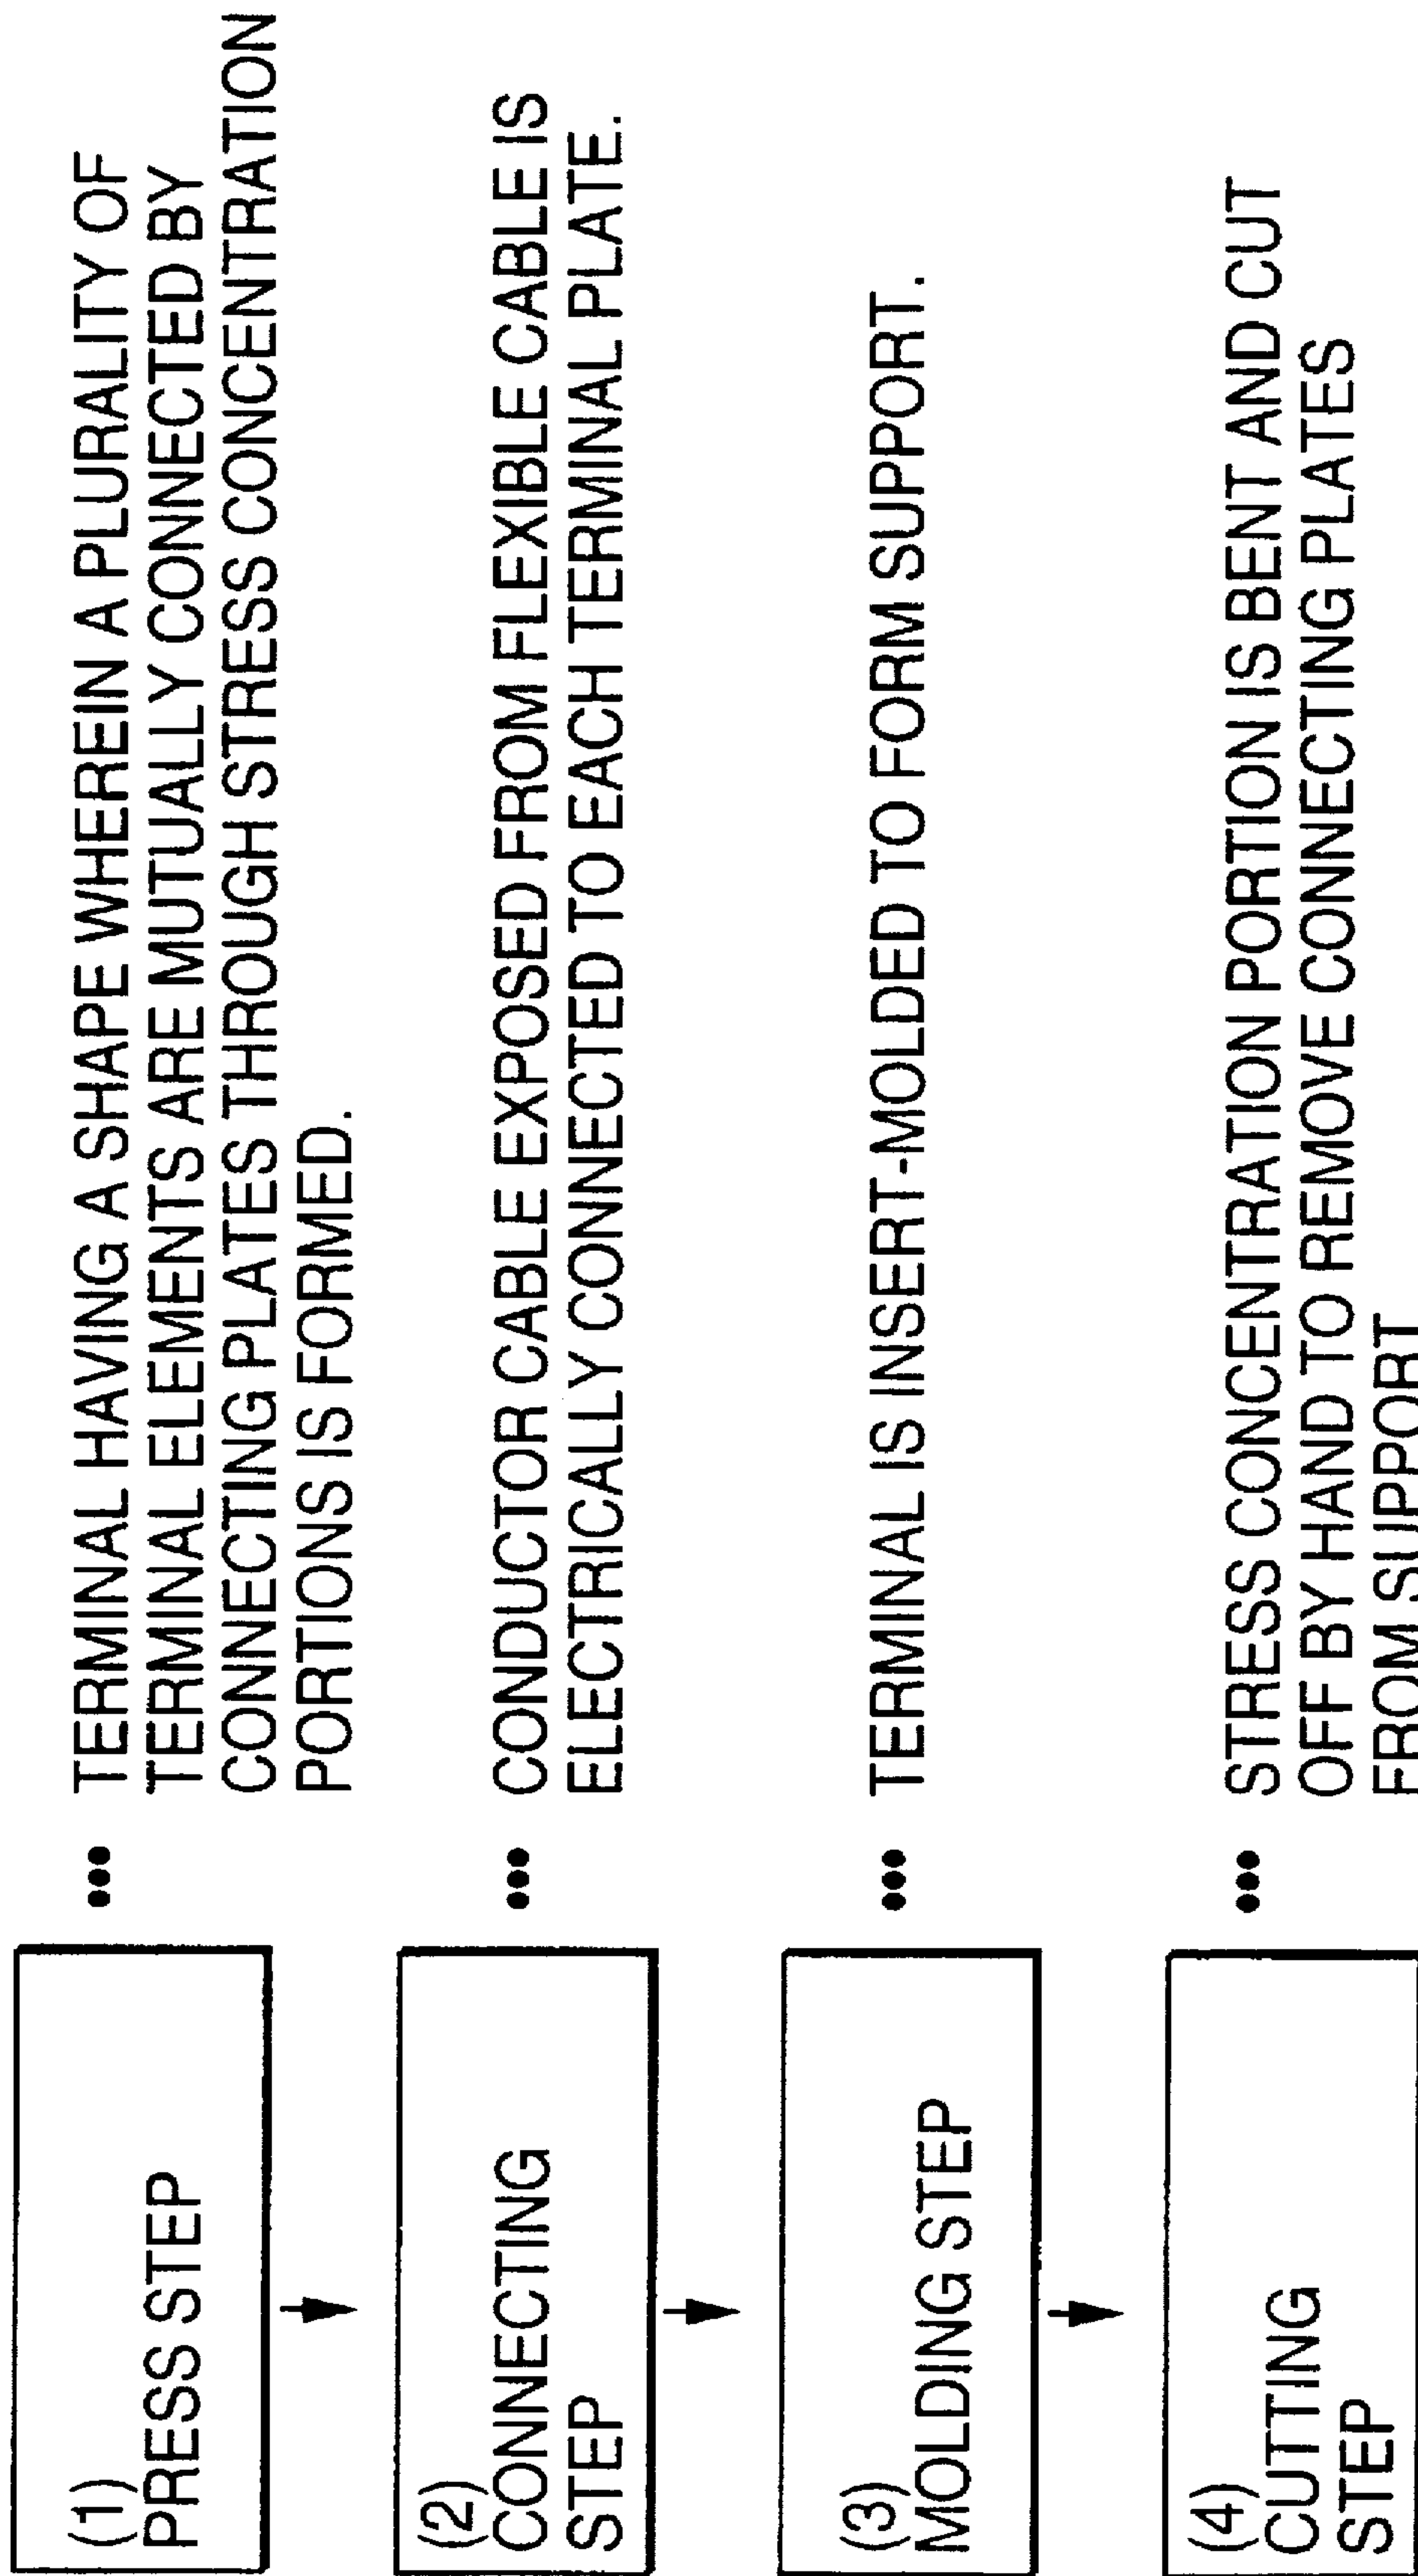 (1)
PRESS STEP
••• TERMINAL HAVING A SHAPE WHEREIN A PLURALITY OF
TERMINAL ELEMENTS ARE MUTUALLY CONNECTED BY
CONNECTING PLATES THROUGH STRESS CONCENTRATION
PORTIONS IS FORMED.
(2)
CONNECTING
STEP
••• CONDUCTOR CABLE EXPOSED FROM FLEXIBLE CABLE IS
ELECTRICALLY CONNECTED TO EACH TERMINAL PLATE.
(3)
MOLDING STEP
••• TERMINAL IS INSERT-MOLDED TO FORM SUPPORT.
(4)
CUTTING
STEP
••• STRESS CONCENTRATION PORTION IS BENT AND CUT
OFF BY HAND TO REMOVE CONNECTING PLATES
FROM SUPPORT